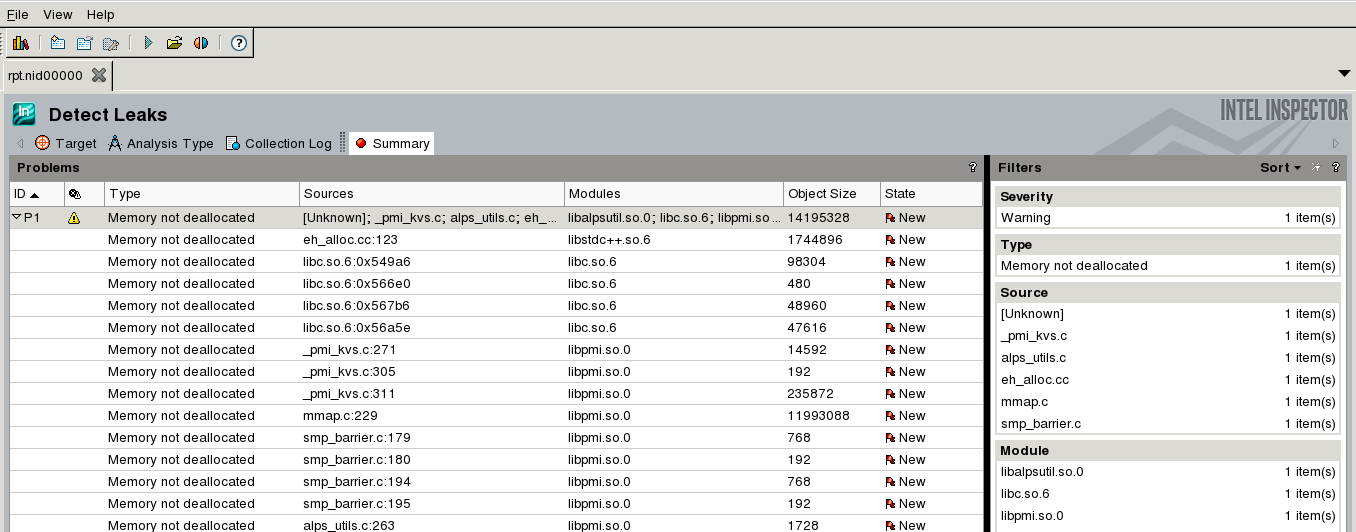 File View Help
rpt.nid00000
Detect Leaks
INTEL INSPECTOR
Target Analysis Type Collection Log Summary
Problems ?
ID Type Sources Modules Object Size State
P1 Memory not deallocated [Unknown]; _pmi_kvs.c; alps_utils.c; eh_... libalpsutil.so.0; libc.so.6; libpmi.so ... 14195328 New
Memory not deallocated eh_alloc.cc:123 libstdc++.so.6 1744896 New
Memory not deallocated libc.so.6:0x549a6 libc.so.6 98304 New
Memory not deallocated libc.so.6:0x566e0 libc.so.6 480 New
Memory not deallocated libc.so.6:0x567b6 libc.so.6 48960 New
Memory not deallocated libc.so.6:0x56a5e libc.so.6 47616 New
Memory not deallocated _pmi_kvs.c:271 libpmi.so.0 14592 New
Memory not deallocated _pmi_kvs.c:305 libpmi.so.0 192 New
Memory not deallocated _pmi_kvs.c:311 libpmi.so.0 235872 New
Memory not deallocated mmap.c:229 libpmi.so.0 11993088 New
Memory not deallocated smp_barrier.c:179 libpmi.so.0 768 New
Memory not deallocated smp_barrier.c:180 libpmi.so.0 192 New
Memory not deallocated smp_barrier.c:194 libpmi.so.0 768 New
Memory not deallocated smp_barrier.c:195 libpmi.so.0 192 New
Memory not deallocated alps_utils.c:263 libpmi.so.0 1728 New
Filters Sort ?
Severity
Warning 1 item(s)
Type
Memory not deallocated 1 item(s)
Source
[Unknown] 1 item(s)
_pmi_kvs.c 1 item(s)
alps_utils.c 1 item(s)
eh_alloc.cc 1 item(s)
mmap.c 1 item(s)
smp_barrier.c 1 item(s)
Module
libalpsutil.so.0 1 item(s)
libc.so.6 1 item(s)
libpmi.so.0 1 item(s)